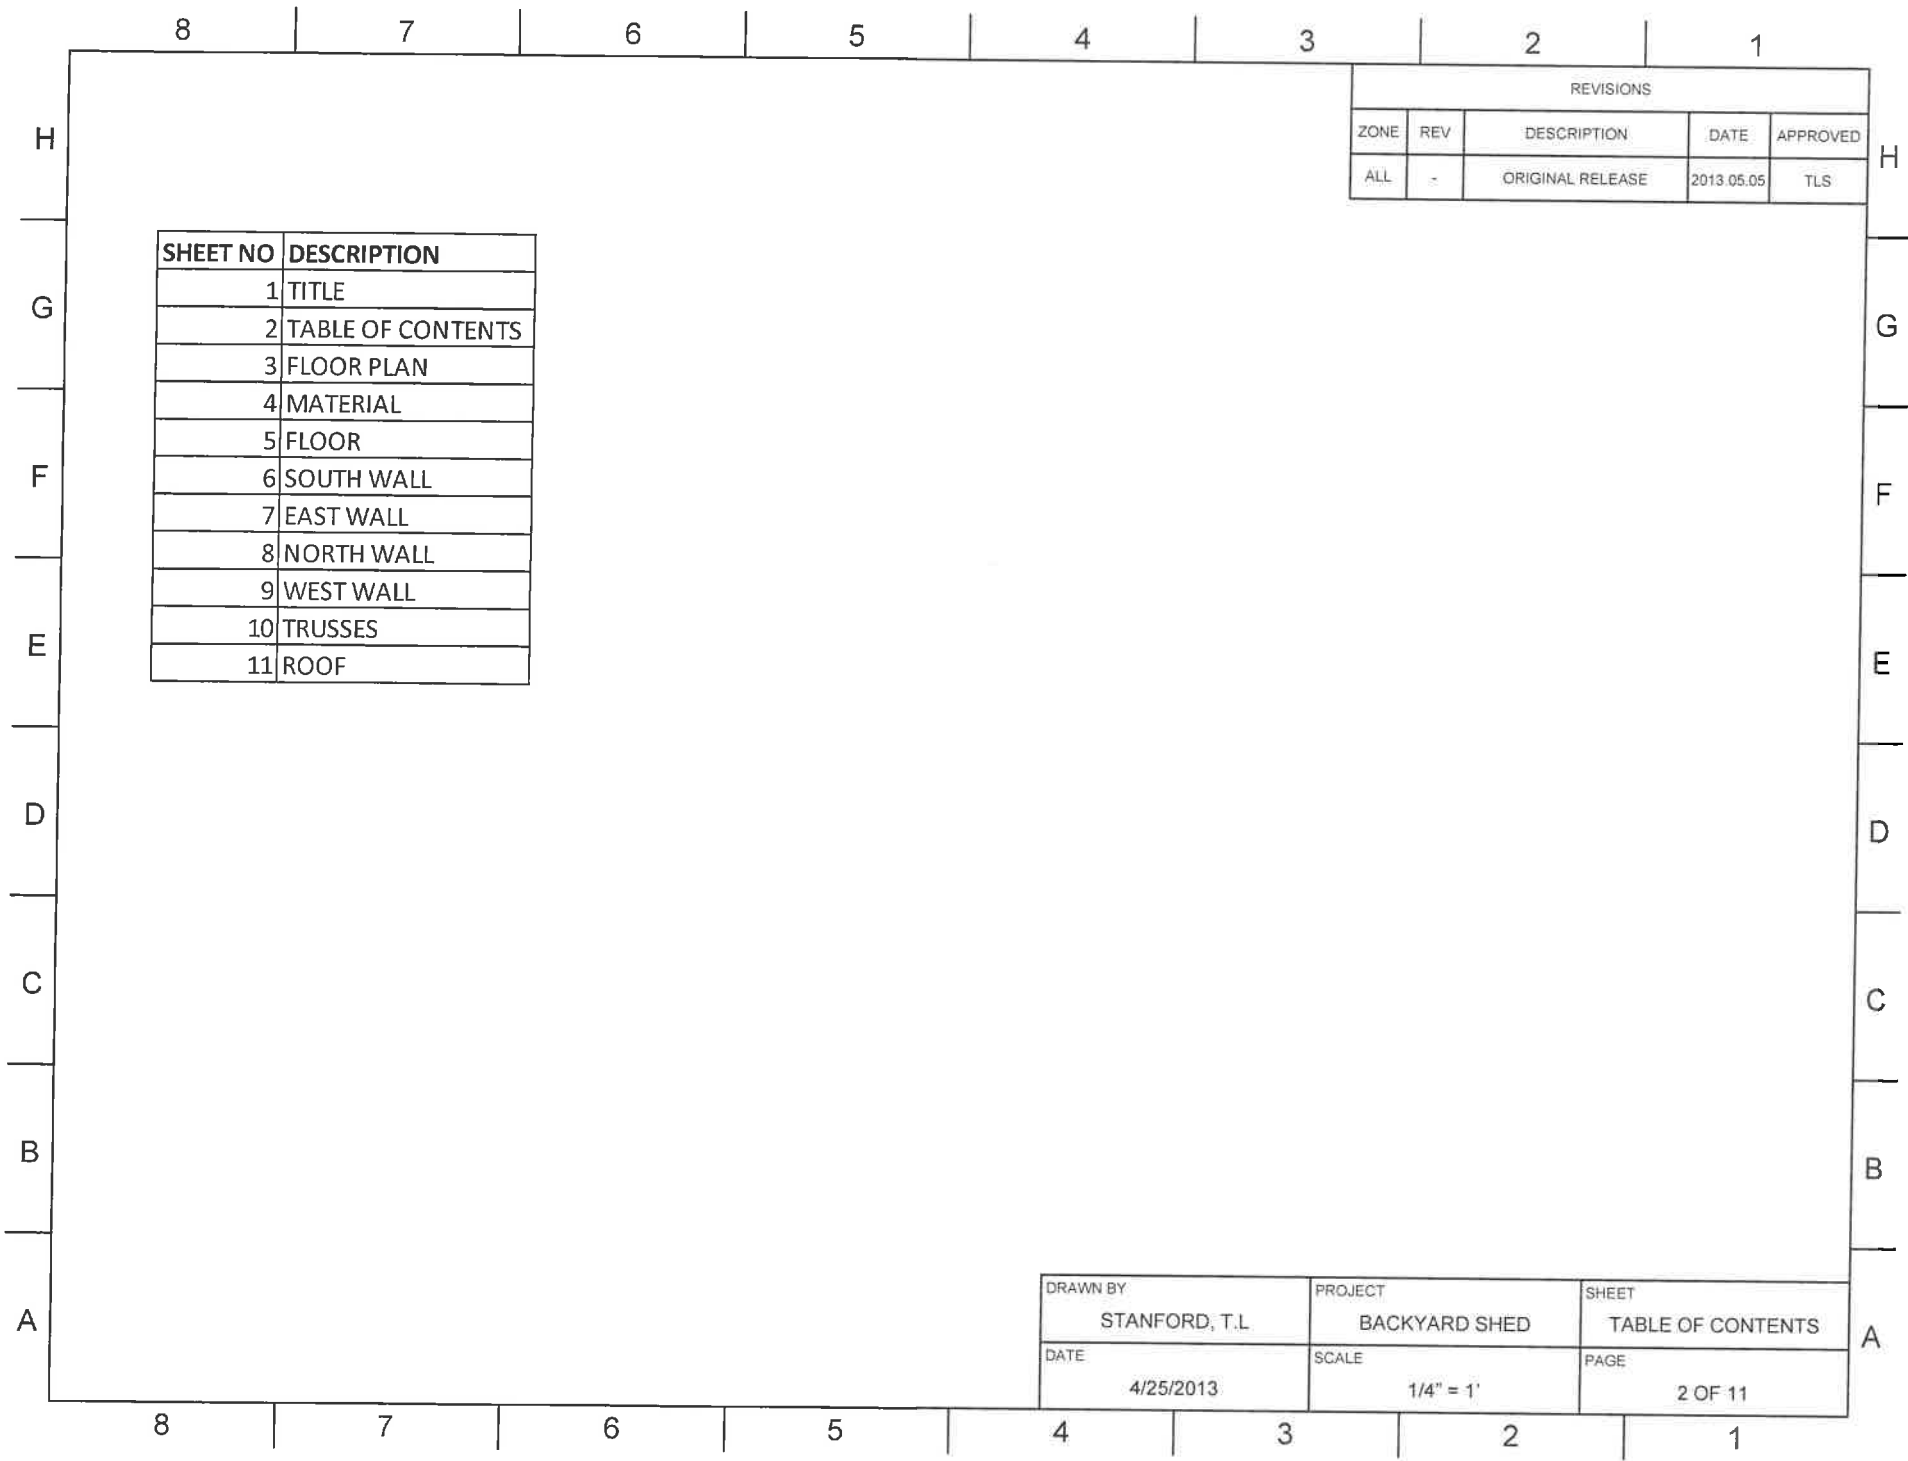 8 7 6 5 4 3 2 1
REVISIONS
ZONE REV DESCRIPTION DATE APPROVED
ALL - ORIGINAL RELEASE 2013.05.05 TLS
H H
SHEET NO DESCRIPTION
1 TITLE
2 TABLE OF CONTENTS
3 FLOOR PLAN
4 MATERIAL
5 FLOOR
6 SOUTH WALL
7 EAST WALL
8 NORTH WALL
9 WEST WALL
10 TRUSSES
11 ROOF
G G
F F
E E
D D
C C
B B
A A
DRAWN BY PROJECT SHEET
STANFORD, T.L BACKYARD SHED TABLE OF CONTENTS
DATE SCALE PAGE
4/25/2013 1/4" = 1' 2 OF 11
8 7 6 5 4 3 2 1